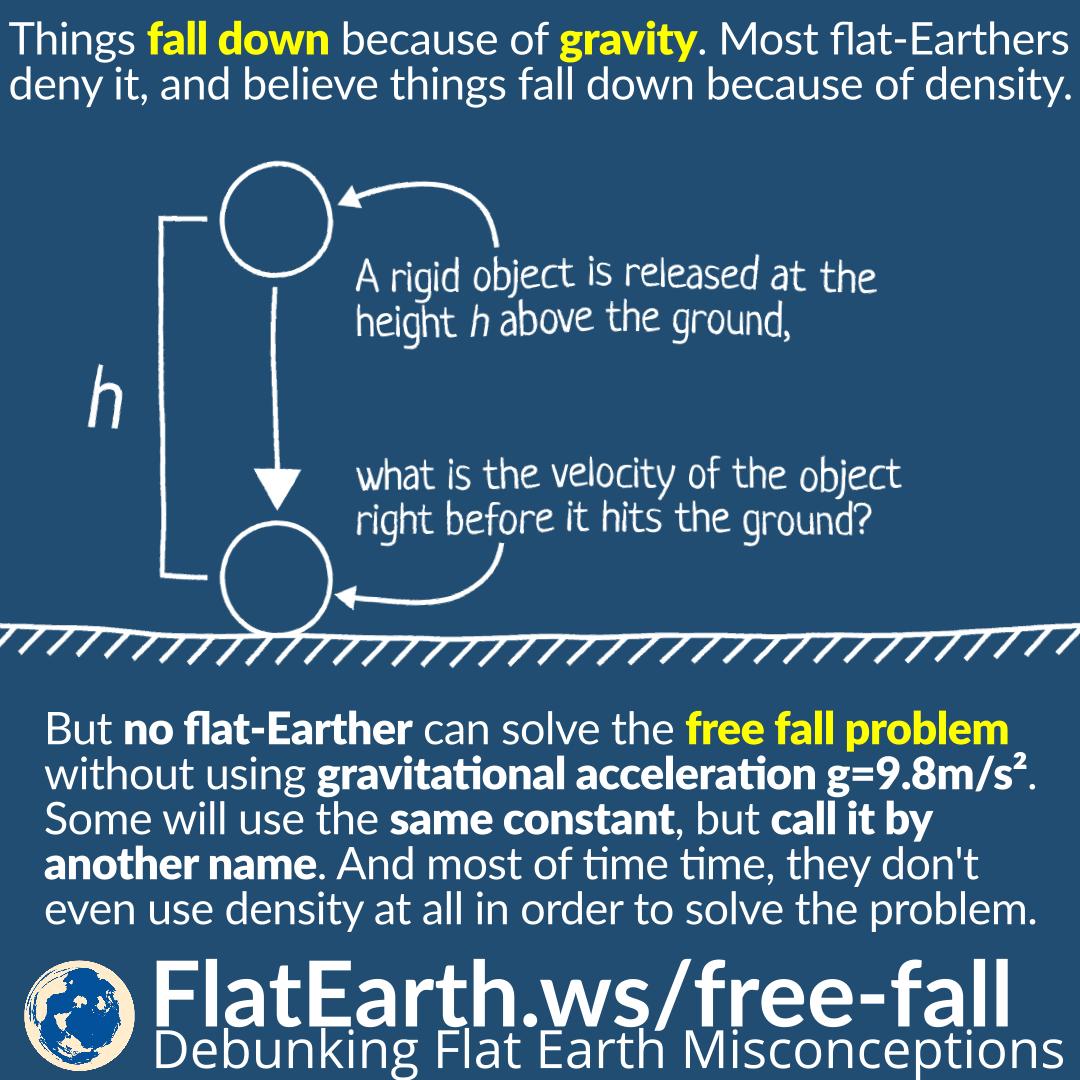 Things fall down because of gravity. Most flat-Earthers
deny it, and believe things fall down because of density.
A rigid object is released at the
height h above the ground,
h
what is the velocity of the object
right before it hits the ground?
But no flat-Earther can solve the free fall problem
without using gravitational acceleration g=9.8m/s².
Some will use the same constant, but call it by
another name. And most of time time, they don't
even use density at all in order to solve the problem.
FlatEarth.ws/free-fall
Debunking Flat Earth Misconceptions